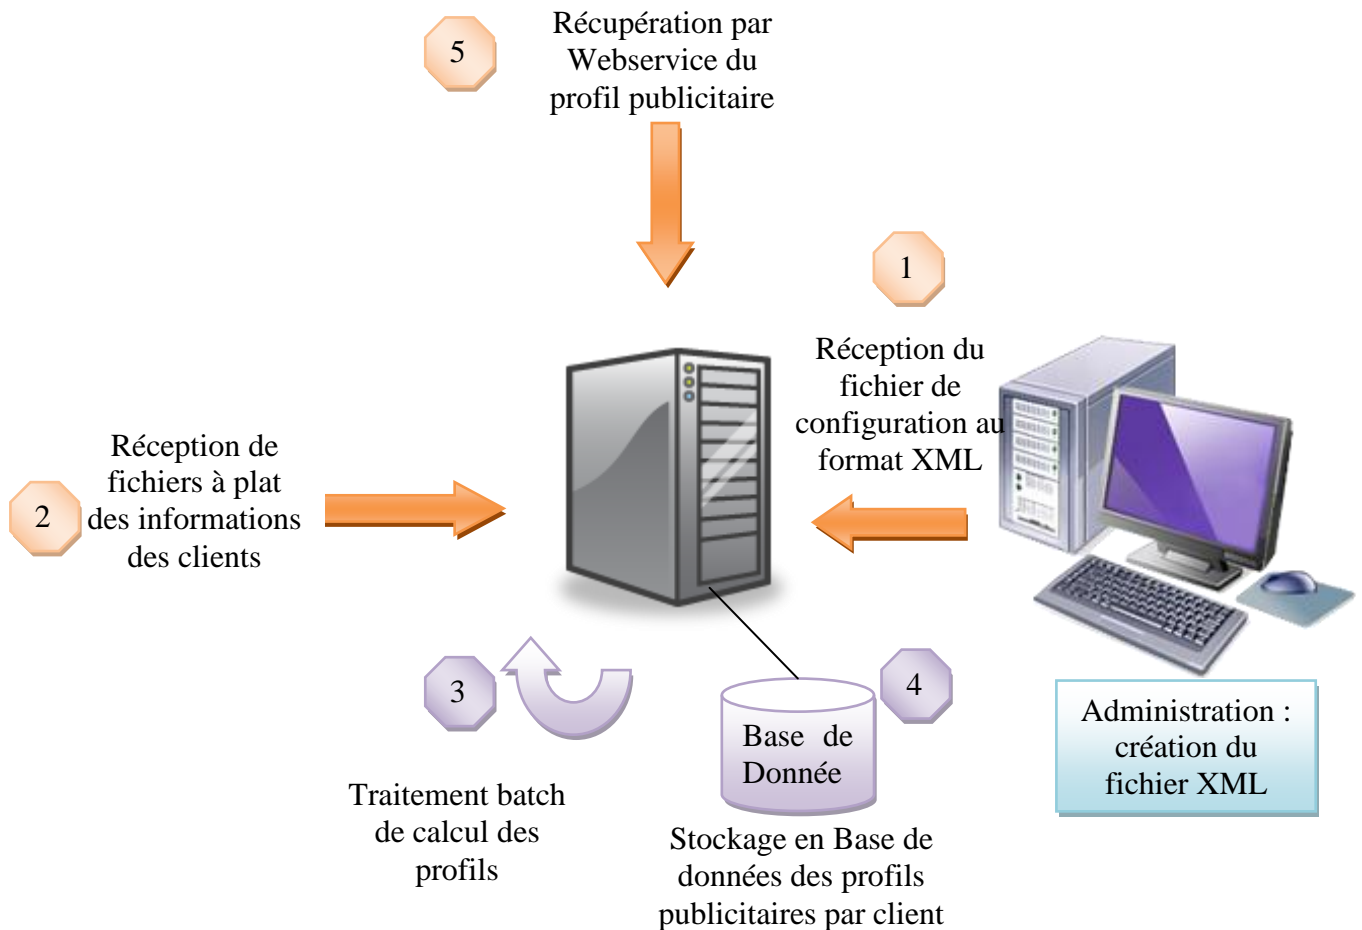 5
Récupération par
Webservice du
profil publicitaire
1
Réception du
fichier de
configuration au
format XML
2
Réception de
fichiers à plat
des informations
des clients
3
Traitement batch
de calcul des
profils
4
Base de
Donnée
Stockage en Base de
données des profils
publicitaires par client
Administration :
création du
fichier XML